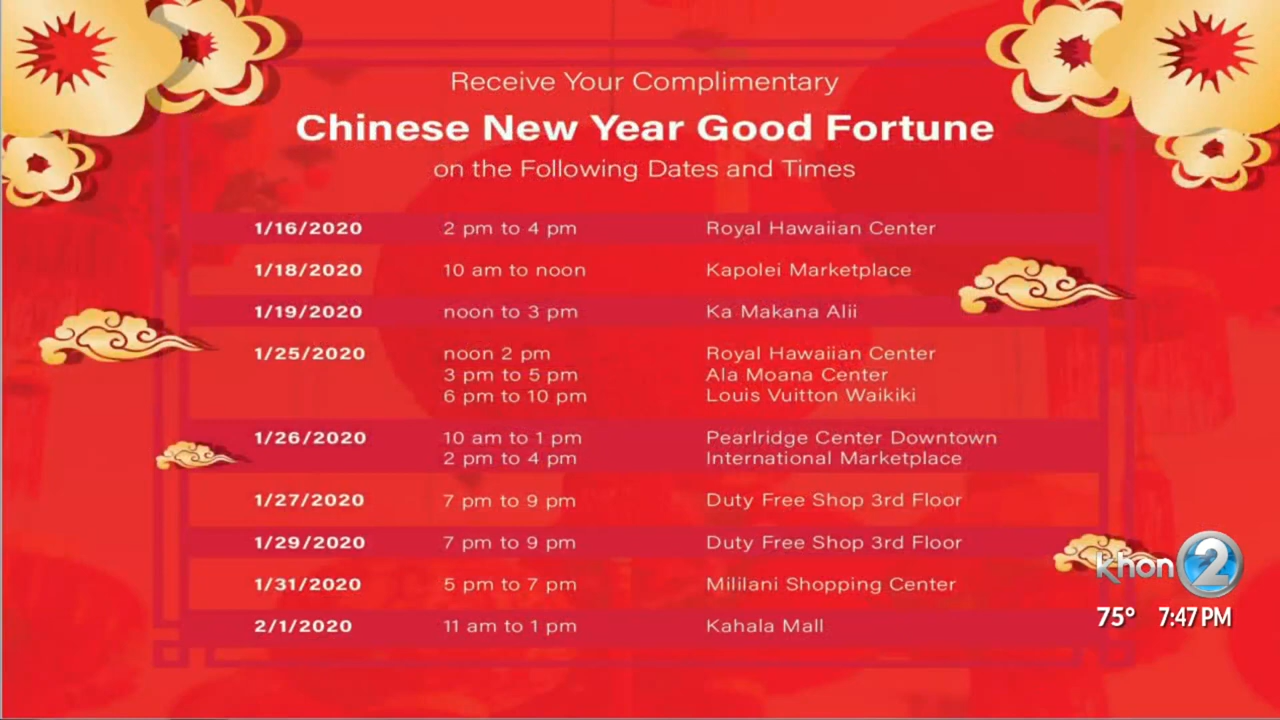 Receive Your Complimentary
Chinese New Year Good Fortune
on the Following Dates and Times
1/16/2020 2 pm to 4 pm Royal Hawaiian Center
1/18/2020 10 am to noon Kapolei Marketplace
1/19/2020 noon to 3 pm Ka Makana Alii
1/25/2020 noon 2 pm Royal Hawaiian Center
3 pm to 5 pm Ala Moana Center
6 pm to 10 pm Louis Vuitton Waikiki
1/26/2020 10 am to 1 pm Pearlridge Center Downtown
2 pm to 4 pm International Marketplace
1/27/2020 7 pm to 9 pm Duty Free Shop 3rd Floor
1/29/2020 7 pm to 9 pm Duty Free Shop 3rd Floor
1/31/2020 5 pm to 7 pm Mililani Shopping Center
2/1/2020 11 am to 1 pm Kahala Mall
khon 2
75° 7:47 PM